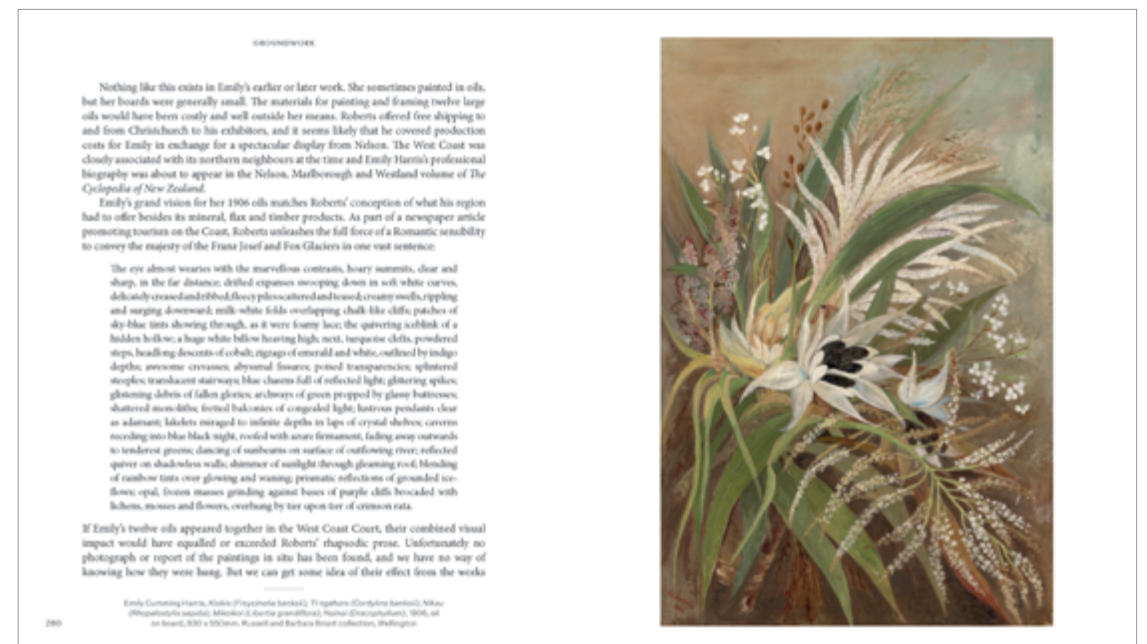 GROUNDWORK
Nothing like this exists in Emily's earlier or later work. She sometimes painted in oils,
but her boards were generally small. The materials for painting and framing twelve large
oils would have been costly and well outside her means. Roberts offered free shipping to
and from Christchurch to his exhibitors, and it seems likely that he covered production
costs for Emily in exchange for a spectacular display from Nelson. The West Coast was
closely associated with its northern neighbours at the time and Emily Harris's professional
biography was about to appear in the Nelson, Marlborough and Westland volume of The
Cyclopedia of New Zealand.
Emily's grand vision for her 1906 oils matches Roberts' conception of what his region
had to offer besides its mineral, flax and timber products. As part of a newspaper article
promoting tourism on the Coast, Roberts unleashes the full force of a Romantic sensibility
to convey the majesty of the Franz Josef and Fox Glaciers in one vast sentence:
The eye almost wearies with the marvellous contrasts, hoary summits, clear and
sharp, in the far distance; drifted expanses swooping down in soft white curves,
delicately creased and ribbed; fleecy piles scattered and teased; creamy swells, rippling
and surging downward; milk-white folds overlapping chalk-like cliffs; patches of
sky-blue tints showing through, as it were foamy lace; the quivering iceblink of a
hidden hollow; a huge white billow heaving high; next, turquoise clefts, powdered
steps, headlong descents of cobalt; zigzags of emerald and white, outlined by indigo
depths; awesome crevasses; abysmal fissures; poised transparencies; splintered
steeples; translucent stairways; blue chasms full of reflected light; glittering spikes;
glistening debris of fallen glories; archways of green propped by glassy buttresses;
shattered monoliths; fretted balconies of congealed light; lustrous pendants clear
as adamant; lakelets miraged to infinite depths in laps of crystal shelves; caverns
receding into blue black night, roofed with azure firmament, fading away outwards
to tenderest greens; dancing of sunbeams on surface of outflowing river; reflected
quiver on shadowless walls; shimmer of sunlight through gleaming roof; blending
of rainbow tints over glowing and waning; prismatic reflections of grounded ice-
flows; opal, frozen masses grinding against bases of purple cliffs brocaded with
lichens, mosses and flowers, overhung by tier upon tier of crimson rata.
If Emily's twelve oils appeared together in the West Coast Court, their combined visual
impact would have equalled or exceeded Roberts' rhapsodic prose. Unfortunately no
photograph or report of the paintings in situ has been found, and we have no way of
knowing how they were hung. But we can get some idea of their effect from the works
Emily Cumming Harris, Kiekie (Freycinetia banksii); Ti ngahere (Cordyline banksii); Nikau
(Rhopalostylis sapida); Mikoikoi (Libertia grandiflora); Neinei (Dracophyllum), 1906, oil
on board, 830 x 550mm. Russell and Barbara Briant collection, Wellington
280